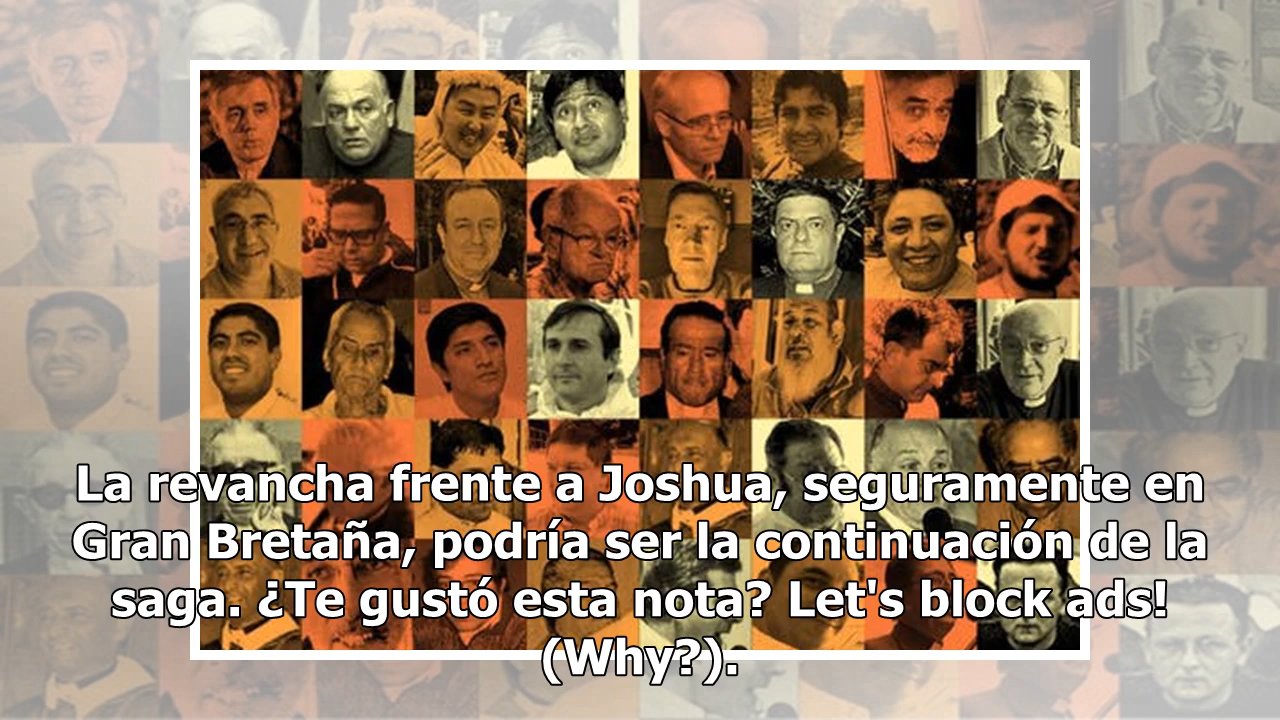 La revancha frente a Joshua, seguramente en
Gran Bretaña, podría ser la continuación de la
saga. ¿Te gustó esta nota? Let's block ads!
(Why?).